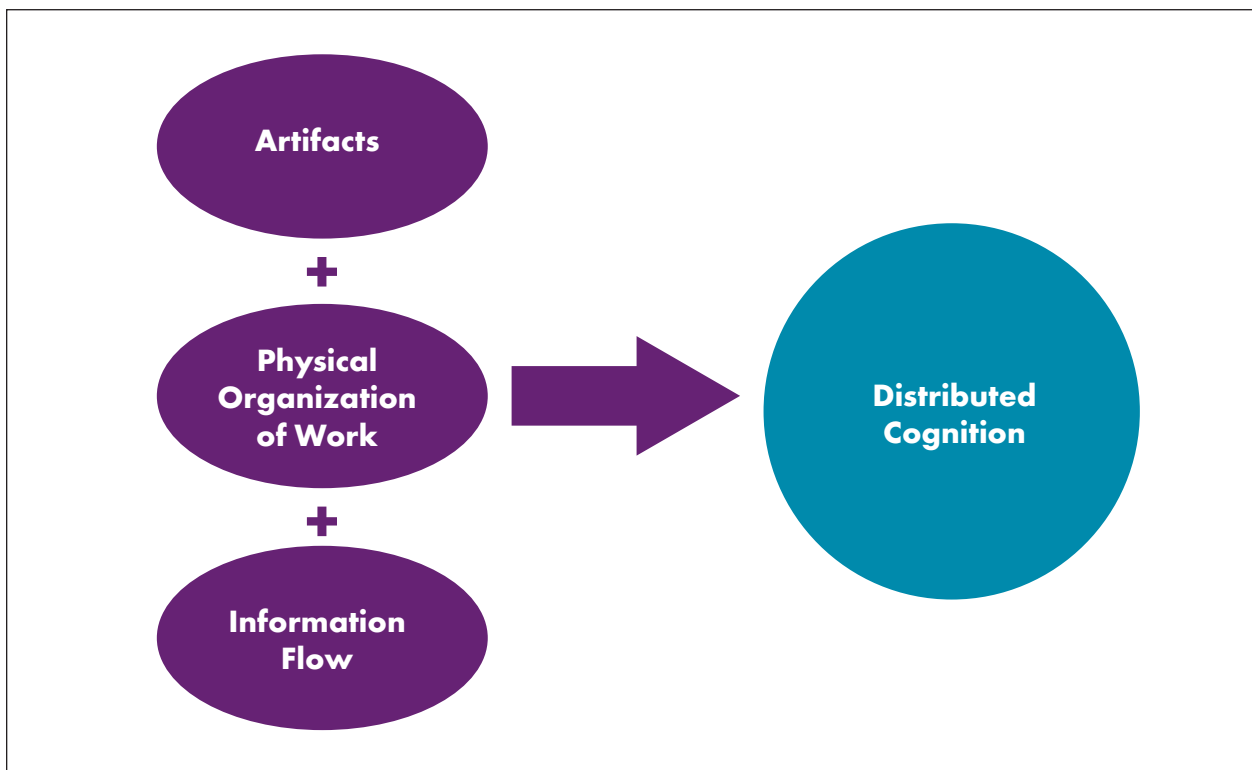 Artifacts
+
Physical
Organization
of Work
+
Information
Flow
Distributed
Cognition